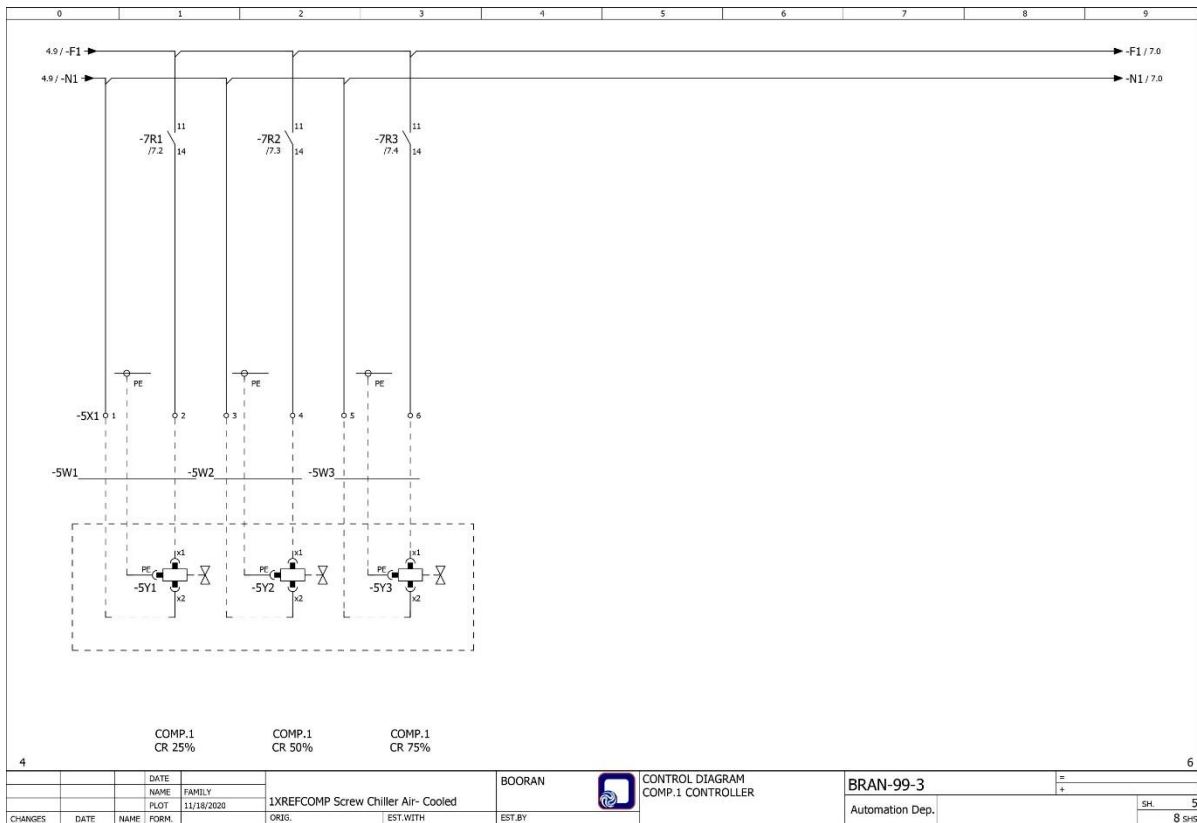 0 1 2 3 4 5 6 7 8 9
4.9 / -F1
-F1 / 7.0
4.9 / -N1
-N1 / 7.0
11 11 11
-7R1 -7R2 -7R3
/7.2 14 /7.3 14 /7.4 14
PE PE PE
-5X1 1 2 3 4 5 6
-5W1 -5W2 -5W3
x1 x1 x1
PE PE PE
-5Y1 -5Y2 -5Y3
x2 x2 x2
COMP.1 COMP.1 COMP.1
CR 25% CR 50% CR 75%
4 6
DATE
NAME FAMILY
PLOT 11/18/2020
CHANGES DATE NAME FORM.
1XREFCOMP Screw Chiller Air- Cooled
ORIG. EST.WITH EST.BY
BOORAN
CONTROL DIAGRAM
COMP.1 CONTROLLER
BRAN-99-3
Automation Dep.
=
+
SH. 5
8 SHS